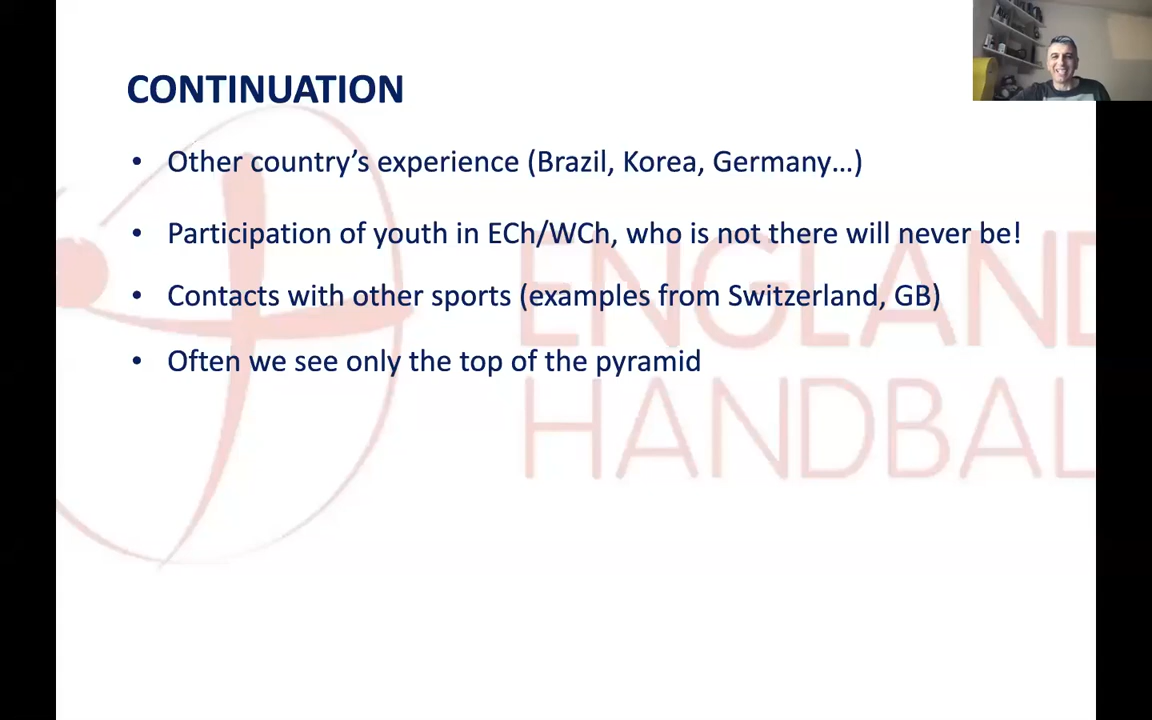 CONTINUATION
• Other country's experience (Brazil, Korea, Germany...)
• Participation of youth in ECh/WCh, who is not there will never be!
• Contacts with other sports (examples from Switzerland, GB)
• Often we see only the top of the pyramid
ENGLAND
HANDBAL